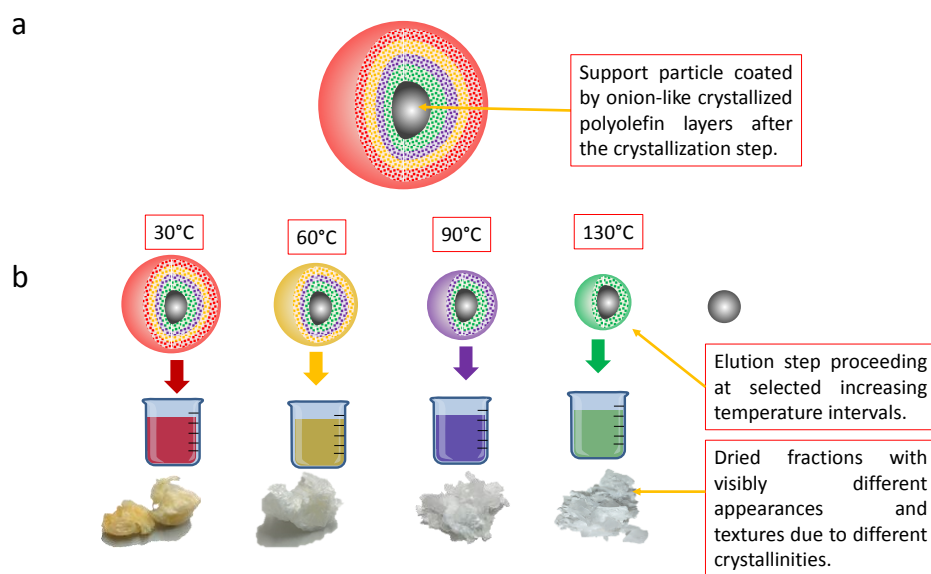 a
Support particle coated
by onion-like crystallized
polyolefin layers after
the crystallization step.
30°C
60°C
90°C
130°C
b
Elution step proceeding
at selected increasing
temperature intervals.
Dried fractions with
visibly different
appearances and
textures due to different
crystallinities.